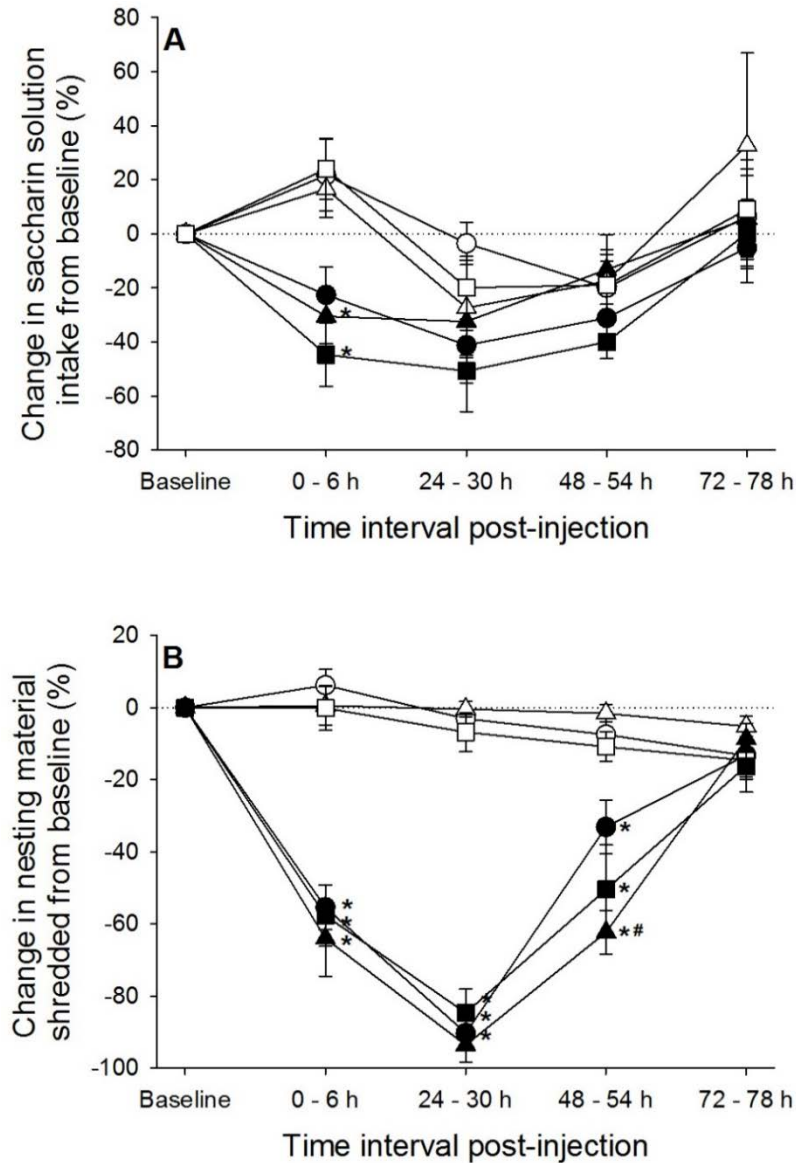 A
Change in saccharin solution
intake from baseline (%)
80
60
40
20
0
-20
-40
-60
-80
*
*
Baseline 0 - 6 h 24 - 30 h 48 - 54 h 72 - 78 h
Time interval post-injection
B
Change in nesting material
shredded from baseline (%)
20
0
-20
-40
-60
-80
-100
*
*
*
*
*
*
*
*
*#
Baseline 0 - 6 h 24 - 30 h 48 - 54 h 72 - 78 h
Time interval post-injection